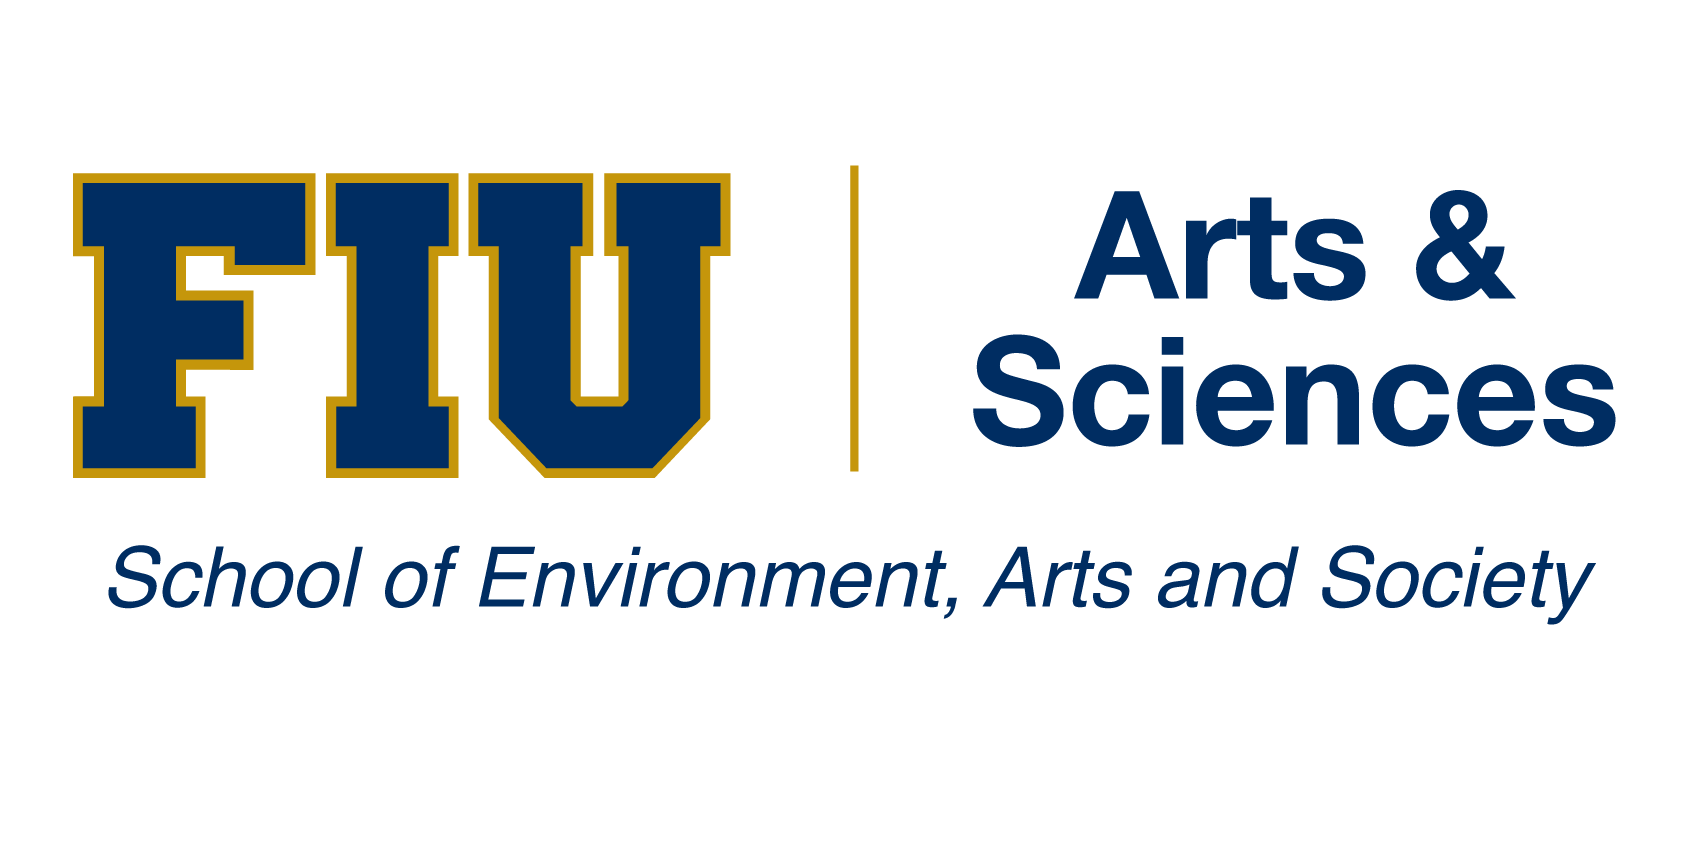 FIU
Arts &
Sciences
School of Environment, Arts and Society